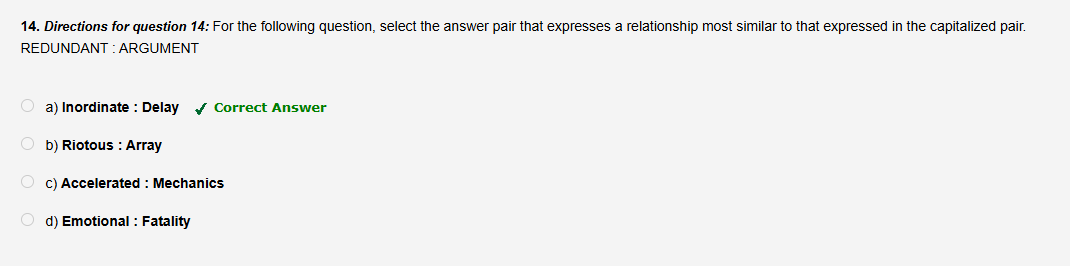 14. Directions for question 14: For the following question, select the answer pair that expresses a relationship most similar to that expressed in the capitalized pair.
REDUNDANT : ARGUMENT
a) Inordinate : Delay ✓ Correct Answer
b) Riotous : Array
c) Accelerated : Mechanics
d) Emotional : Fatality